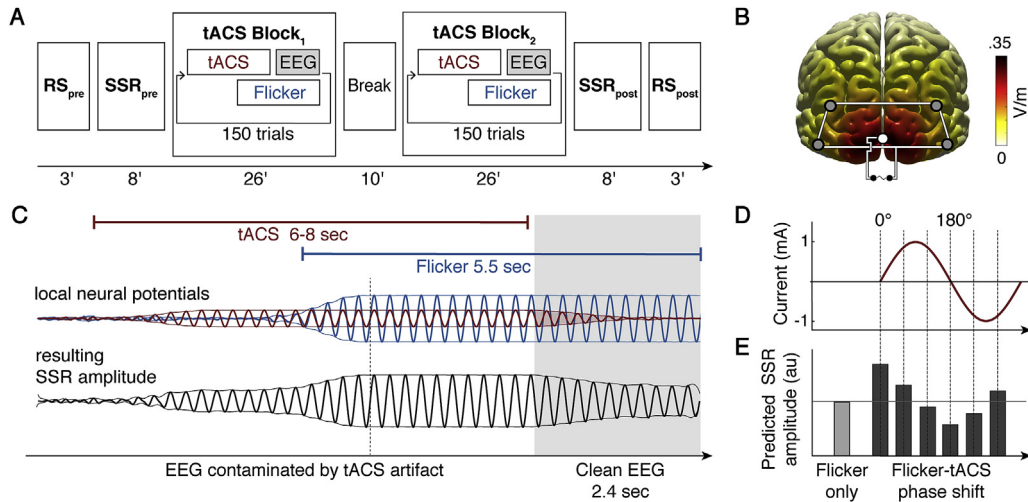 A
RSpre
SSRpre
tACS Block1
tACS
EEG
Flicker
150 trials
Break
tACS Block2
tACS
EEG
Flicker
150 trials
SSRpost
RSpost
3'
8'
26'
10'
26'
8'
3'
B
.35
V/m
0
C
tACS 6-8 sec
Flicker 5.5 sec
local neural potentials
resulting
SSR amplitude
EEG contaminated by tACS artifact
Clean EEG
2.4 sec
D
0°
180°
Current (mA)
1
-1
E
Predicted SSR
amplitude (au)
Flicker
only
Flicker-tACS
phase shift